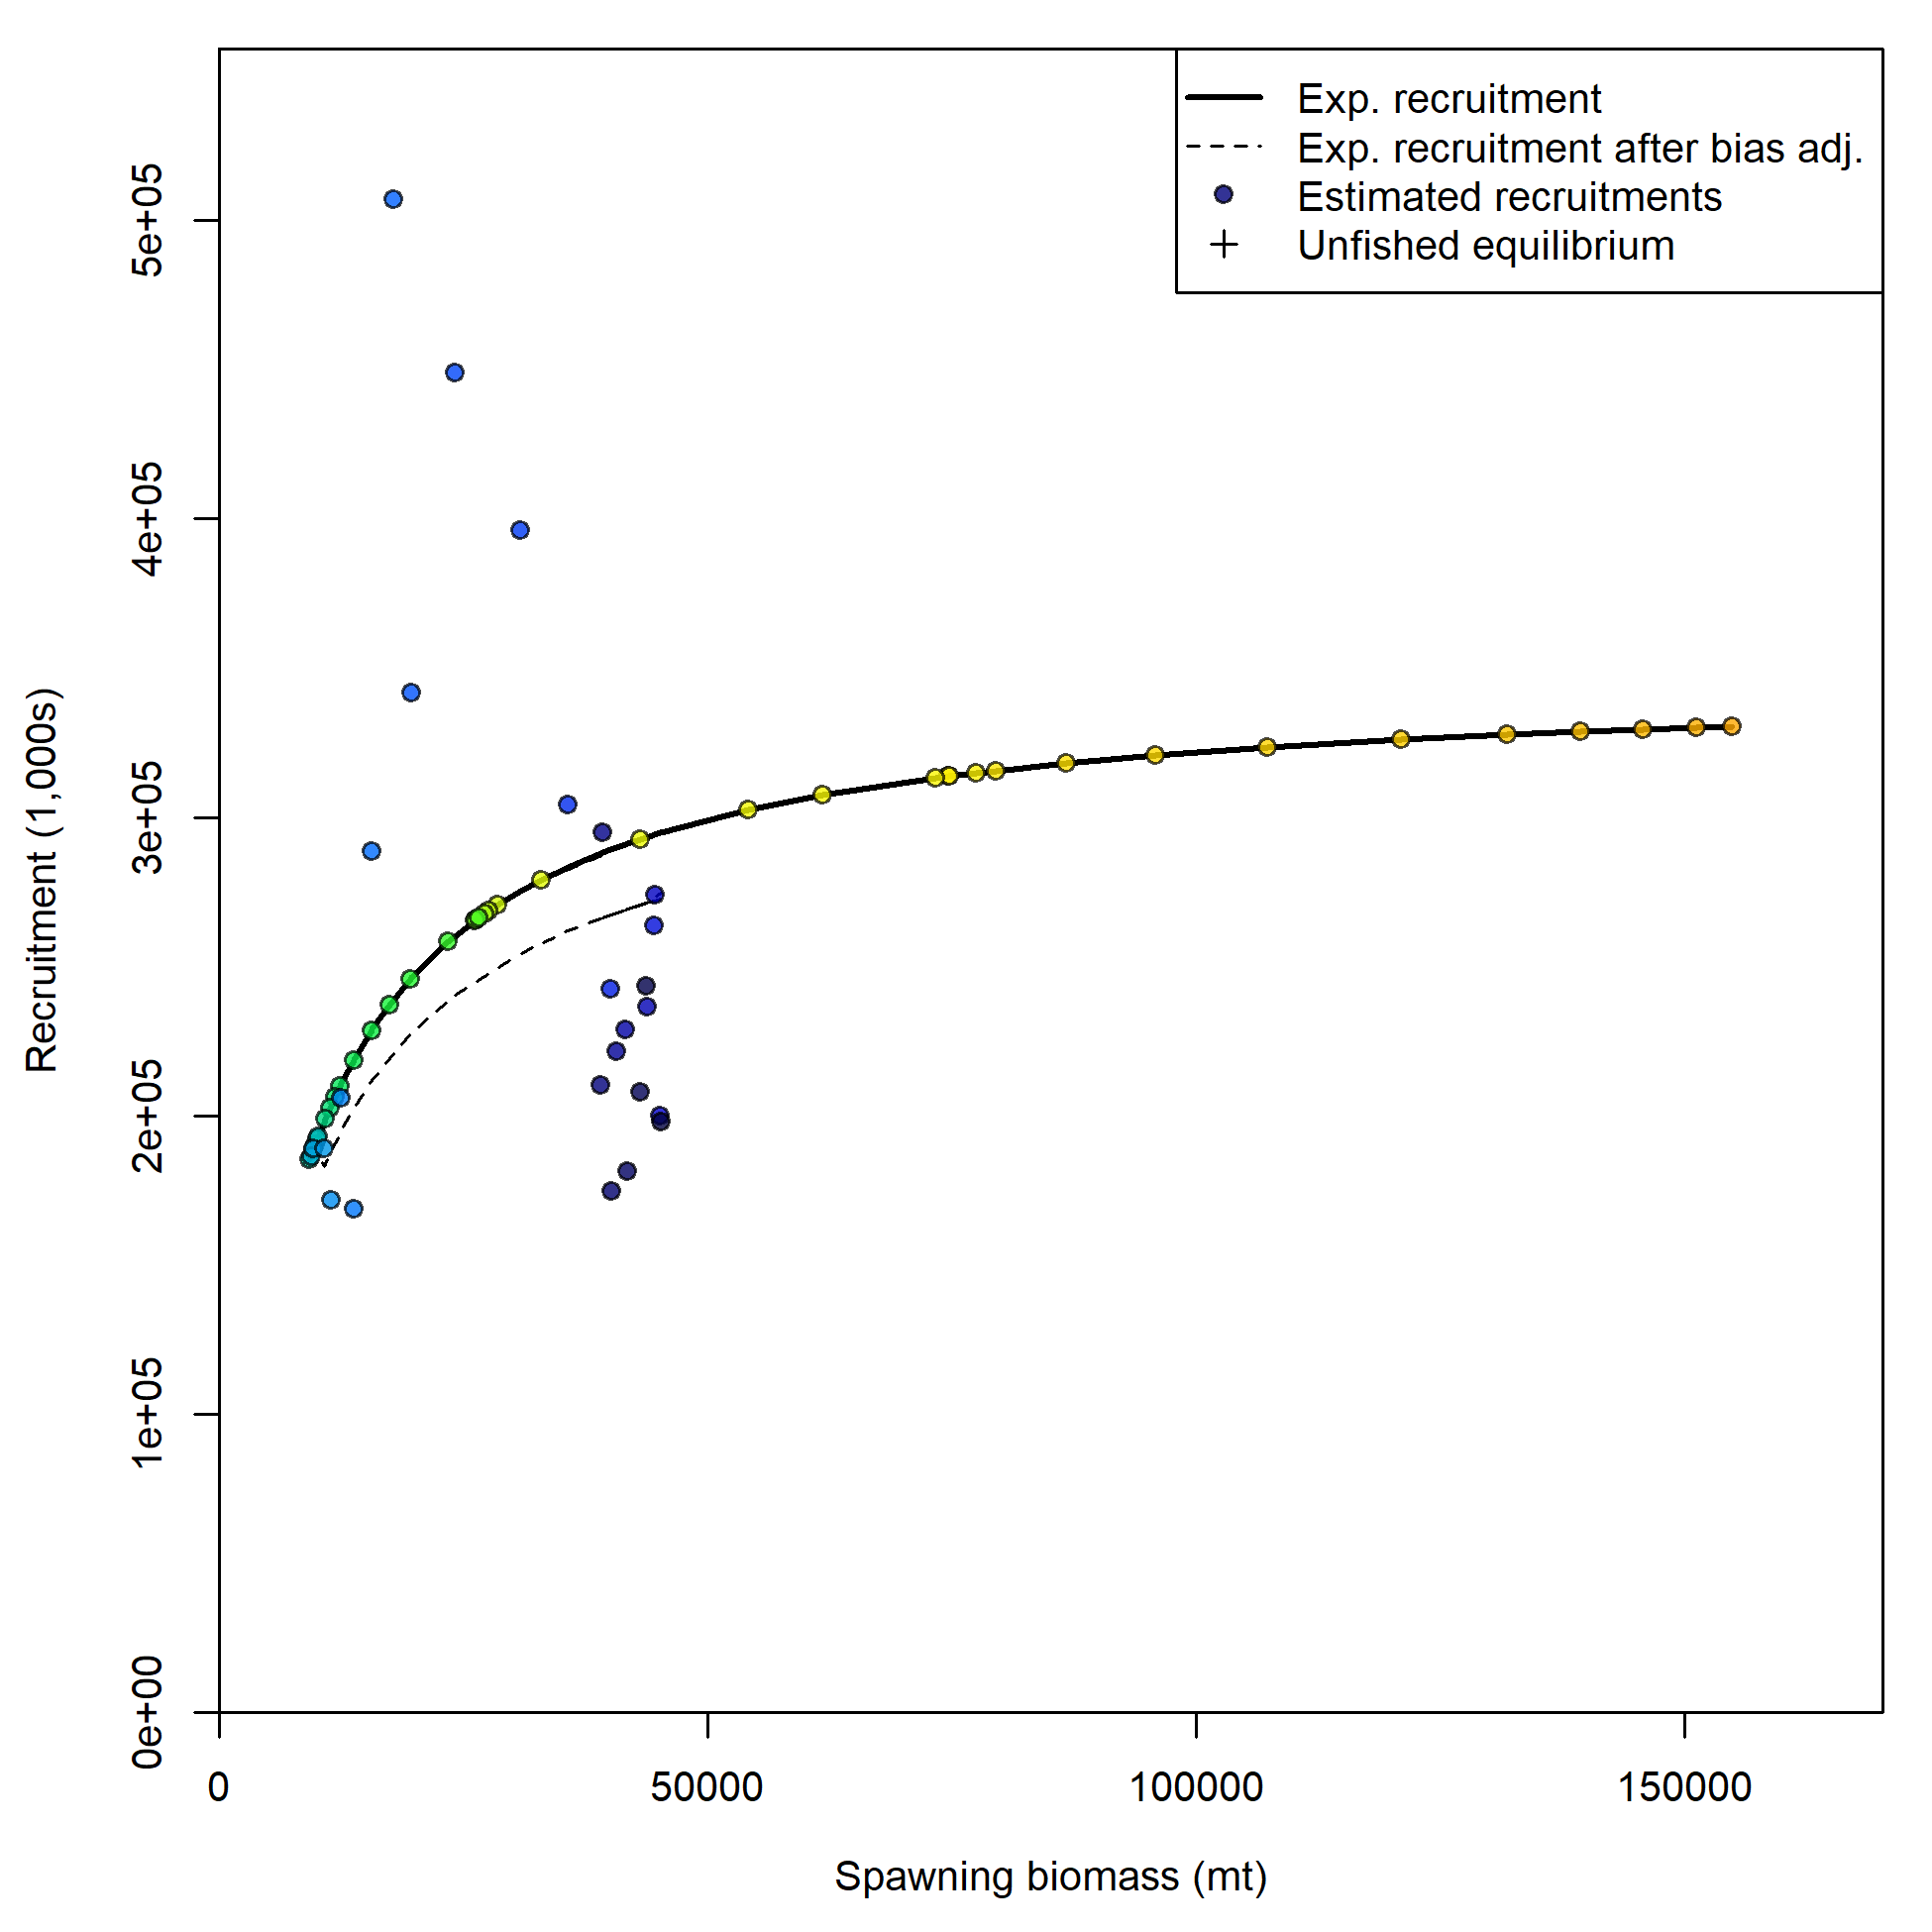 Exp. recruitment
Exp. recruitment after bias adj.
Estimated recruitments
Unfished equilibrium
Recruitment (1,000s)
5e+05
4e+05
3e+05
2e+05
1e+05
0e+00
0 50000 100000 150000
Spawning biomass (mt)